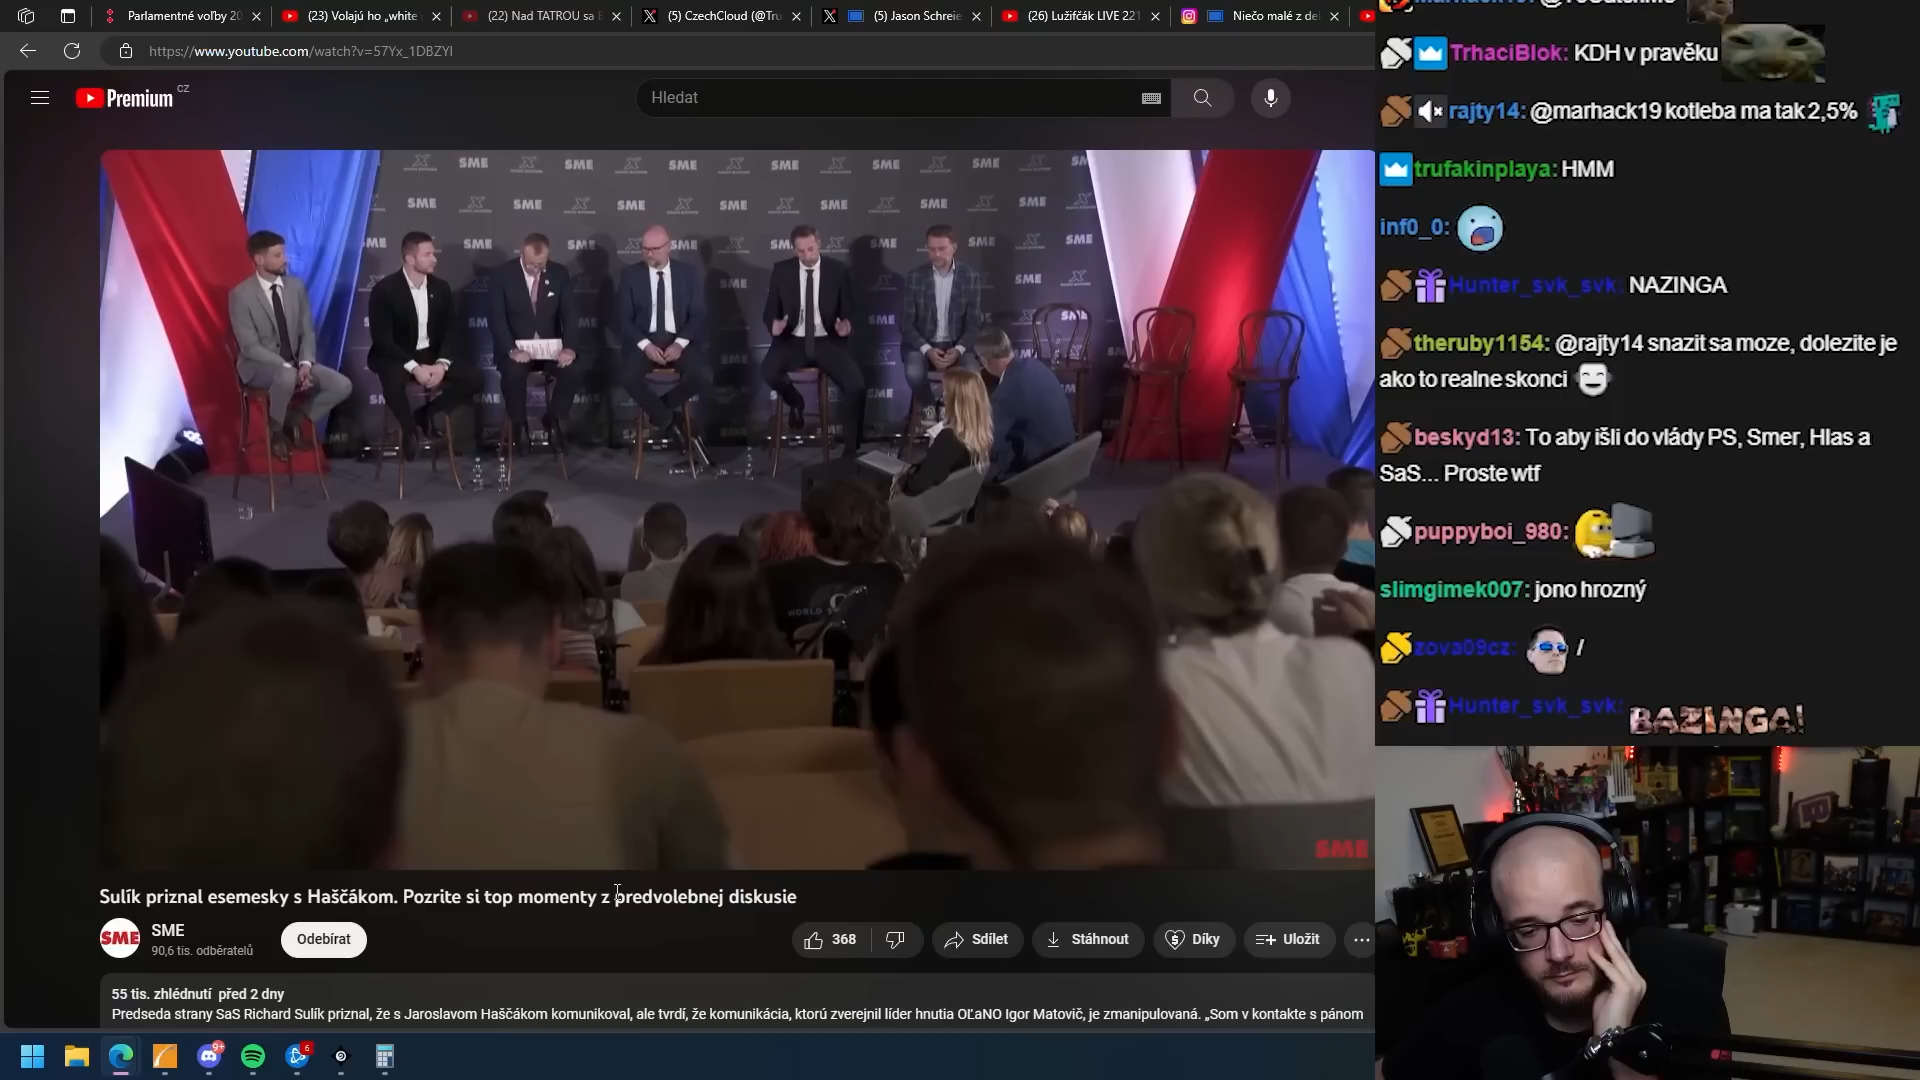 Parlamentné voľby 20
(23) Volajú ho „white
(22) Nad TATROU sa
(5) CzechCloud (@Tru
(5) Jason Schreie
(26) Lužifčák LIVE 221
Niečo malé z de
https://www.youtube.com/watch?v=57Yx_1DBZYI
Premium CZ
Hledat
SME
SME
Sulík priznal esemesky s Haščákom. Pozrite si top momenty z predvolebnej diskusie
SME
SME
90,6 tis. odběratelů
Odebírat
368
Sdílet
Stáhnout
Díky
Uložit
55 tis. zhlédnutí před 2 dny
Predseda strany SaS Richard Sulík priznal, že s Jaroslavom Haščákom komunikoval, ale tvrdí, že komunikácia, ktorú zverejnil líder hnutia OĽaNO Igor Matovič, je zmanipulovaná. „Som v kontakte s pánom
9+
6
TrhaciBlok: KDH v pravěku
rajty14: @marhack19 kotleba ma tak 2,5%
trufakinplaya: HMM
inf0_0:
Hunter_svk_svk: NAZINGA
theruby1154: @rajty14 snazit sa moze, dolezite je
ako to realne skonci
beskyd13: To aby išli do vlády PS, Smer, Hlas a
SaS... Proste wtf
puppyboi_980:
slimgimek007: jono hrozný
zova09cz: /
Hunter_svk_svk: BAZINGA!